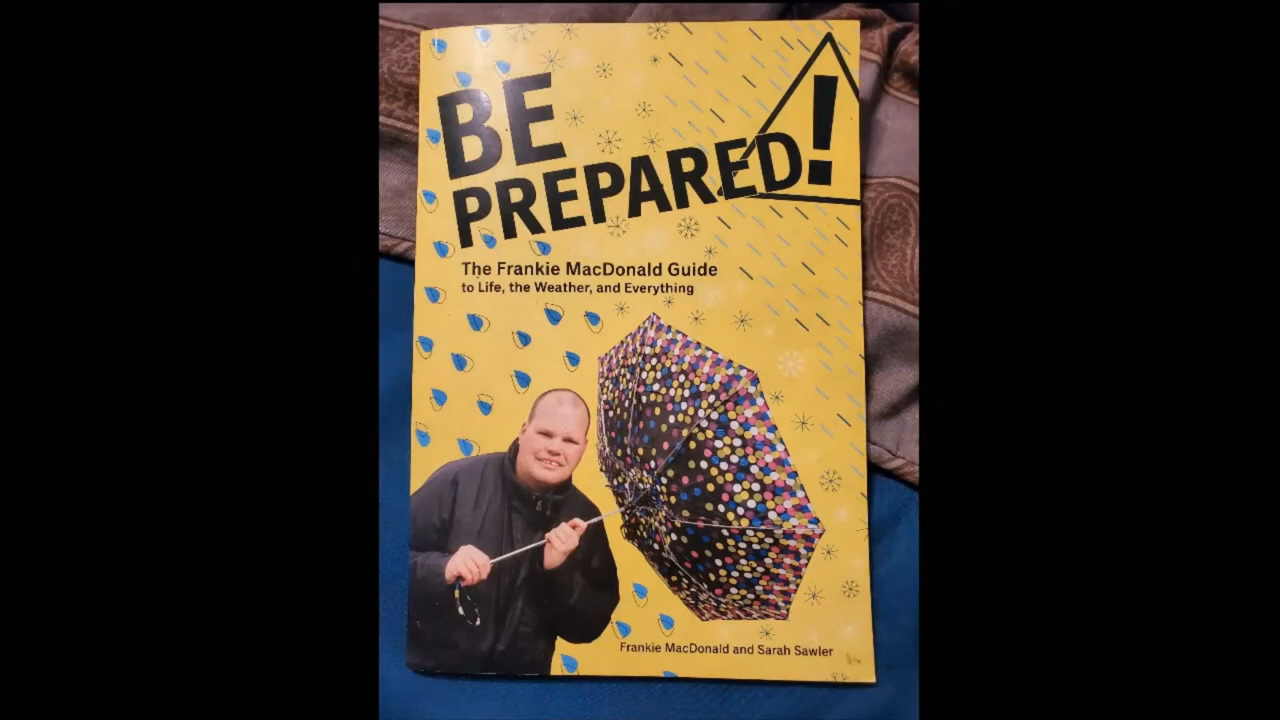 BE
PREPARED!
The Frankie MacDonald Guide
to Life, the Weather, and Everything
Frankie MacDonald and Sarah Sawler